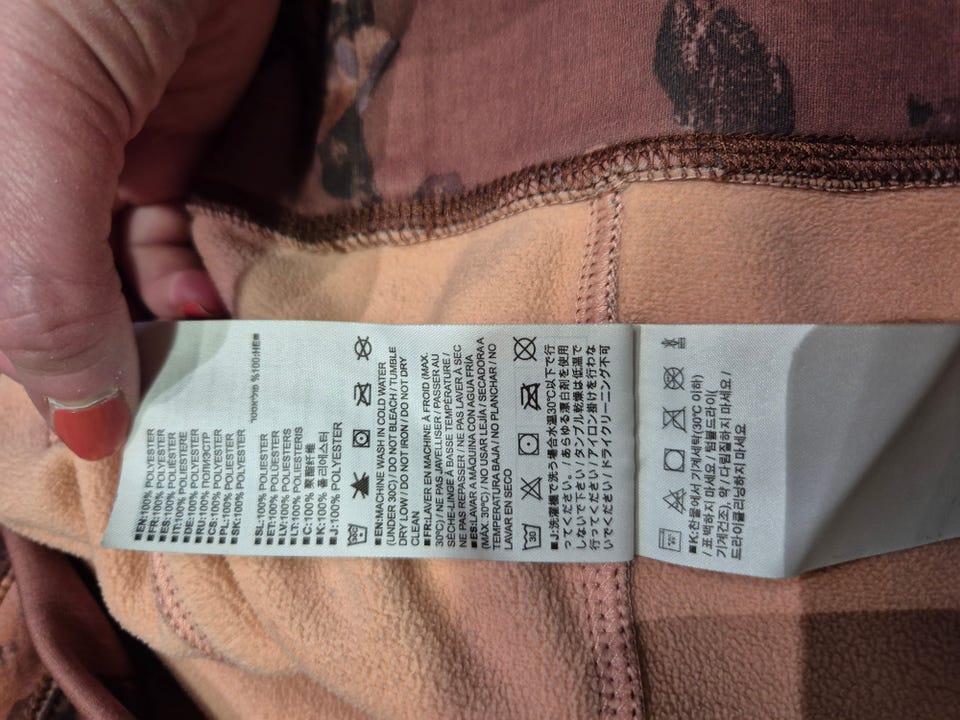 ■EN:100% POLYESTER
■FR:100% POLYESTER
■ES:100% POLIÉSTER
■IT:100% POLIESTERE
■DE:100% POLYESTER
■RU:100% ПОЛИЭСТР
■CS:100% POLYESTER
■PL:100% POLIESTER
■SK:100% POLYESTER
■HE:100% פוליאסטר
■SL:100% POLIESTER
■ET:100% POLÜESTER
■LV:100% POLIESTERS
■LT:100% POLIESTERIS
■C:100% 聚酯纤维
■K:100% 폴리에스터
■J:100% POLYESTER
■EN:MACHINE WASH IN COLD WATER
(UNDER 30°C) / DO NOT BLEACH / TUMBLE
DRY LOW / DO NOT IRON / DO NOT DRY
CLEAN
■FR:LAVER EN MACHINE À FROID (MAX.
30°C) / NE PAS JAVELLISER / PASSER AU
SÈCHE-LINGE À BASSE TEMPÉRATURE /
NE PAS REPASSER / NE PAS LAVER À SEC
■ES:LAVAR A MÁQUINA CON AGUA FRÍA
(MÁX. 30°C) / NO USAR LEJÍA / SECADORA A
TEMPERATURA BAJA / NO PLANCHAR / NO
LAVAR EN SECO
30
■J:洗濯機で洗う場合水温30℃以下で行
ってください。/ あらゆる漂白剤を使用
しないで下さい / タンブル乾燥は低温で
行ってください / アイロン掛けを行わな
いでください / ドライクリーニング不可
■K:찬물에서 기계세탁(30℃ 이하)
/ 표백하지 마세요 / 텀블드라이(
기계건조), 약 / 다림질하지 마세요 /
드라이클리닝하지 마세요